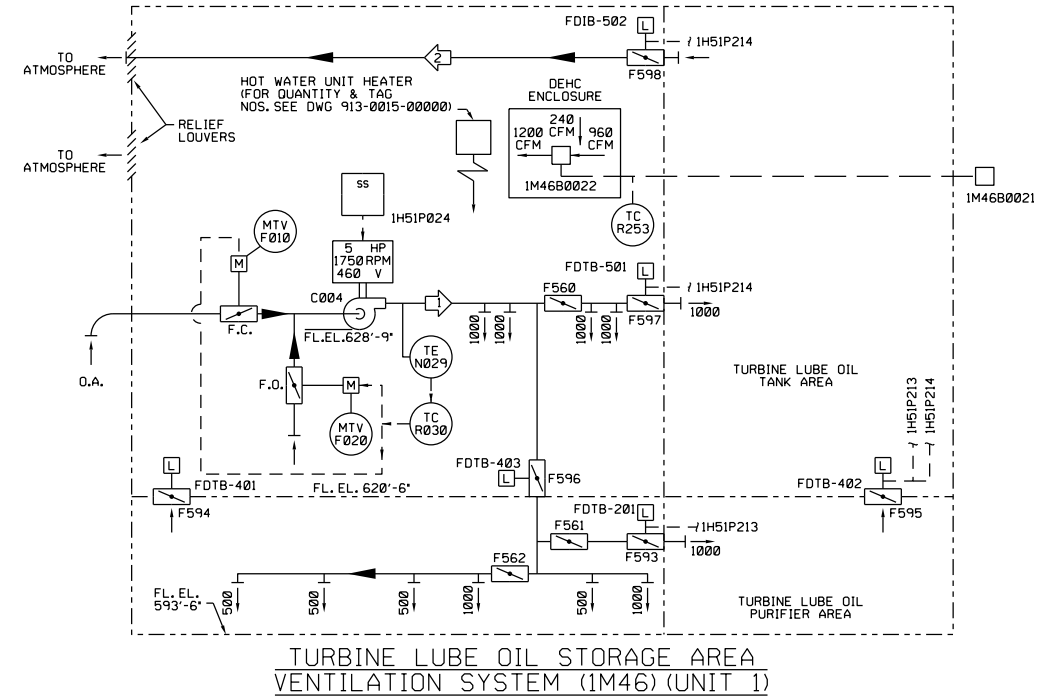 FDIB-502
L
1H51P214
TO
ATMOSPHERE
2
F598
HOT WATER UNIT HEATER
(FOR QUANTITY & TAG
NOS. SEE DWG 913-0015-00000)
DEHC
ENCLOSURE
RELIEF
LOUVERS
240
CFM
1200
CFM
960
CFM
TO
ATMOSPHERE
1M46B0022
1M46B0021
SS
1H51P024
TC
R253
MTV
F010
M
5 HP
1750 RPM
460 V
FDTB-501
L
1H51P214
C004
1
F560
F597
1000
1000
1000
1000
1000
F.C.
FL.EL.628'-9"
O.A.
TE
N029
F.O.
M
MTV
F020
TC
R030
TURBINE LUBE OIL
TANK AREA
1H51P213
1H51P214
L
FDTB-401
F594
FL. EL. 620'-6"
FDTB-403
L
F596
FDTB-402
L
F595
FDTB-201
L
1H51P213
F561
F593
1000
F562
500
500
500
1000
500
1000
FL. EL.
593'-6"
TURBINE LUBE OIL
PURIFIER AREA
TURBINE LUBE OIL STORAGE AREA
VENTILATION SYSTEM (1M46) (UNIT 1)